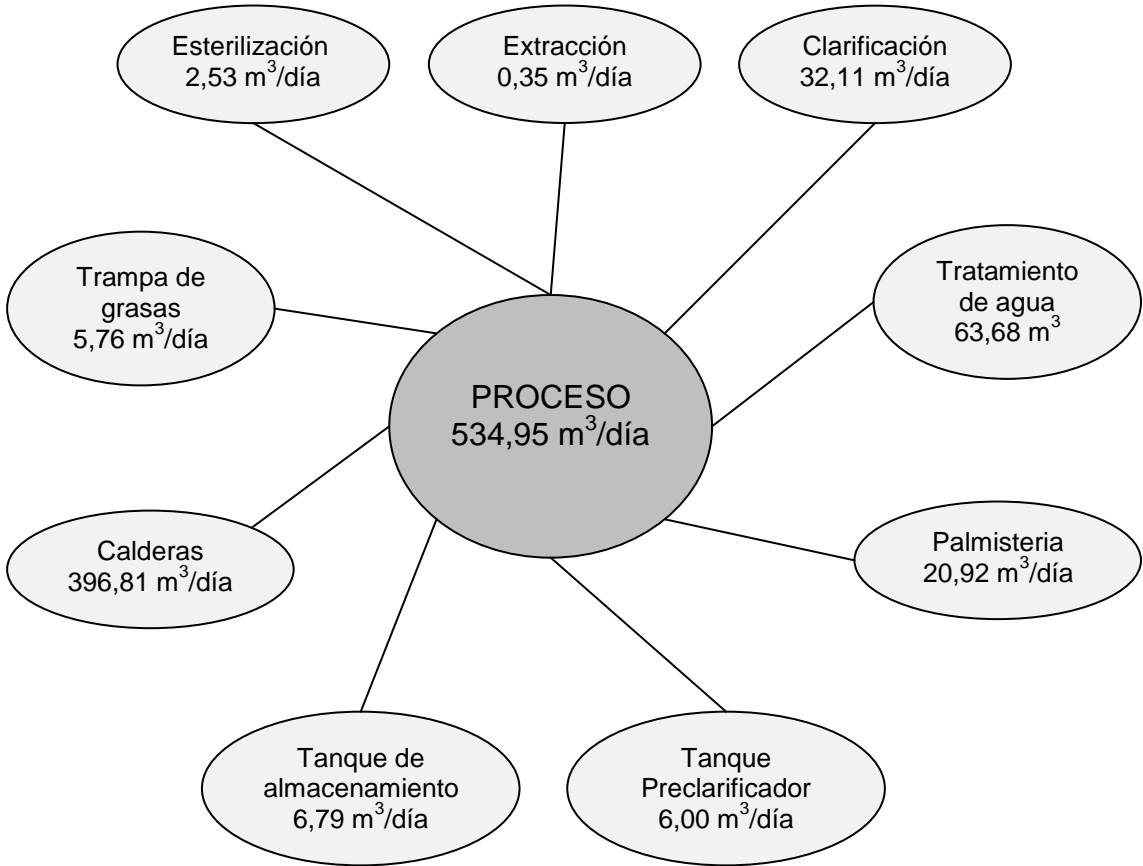 Esterilización
2,53 m³/día
Extracción
0,35 m³/día
Clarificación
32,11 m³/día
Trampa de
grasas
5,76 m³/día
Tratamiento
de agua
63,68 m³
PROCESO
534,95 m³/día
Calderas
396,81 m³/día
Palmisteria
20,92 m³/día
Tanque de
almacenamiento
6,79 m³/día
Tanque
Preclarificador
6,00 m³/día